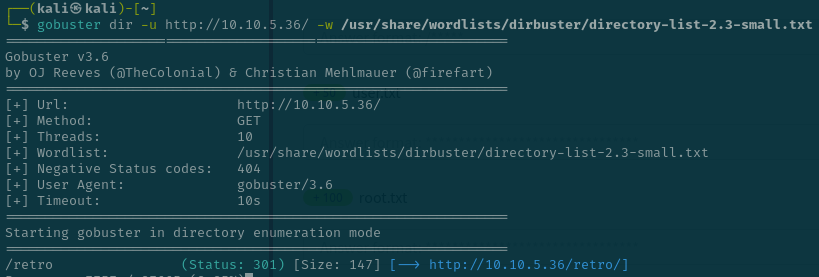 ┌──(kali㉿kali)-[~]
└─$ gobuster dir -u http://10.10.5.36/ -w /usr/share/wordlists/dirbuster/directory-list-2.3-small.txt
===============================================================
Gobuster v3.6
by OJ Reeves (@TheColonial) & Christian Mehlmauer (@firefart)
===============================================================
[+] Url: http://10.10.5.36/
[+] Method: GET
[+] Threads: 10
[+] Wordlist: /usr/share/wordlists/dirbuster/directory-list-2.3-small.txt
[+] Negative Status codes: 404
[+] User Agent: gobuster/3.6
[+] Timeout: 10s
===============================================================
Starting gobuster in directory enumeration mode
===============================================================
/retro (Status: 301) [Size: 147] [--> http://10.10.5.36/retro/]
user.txt
root.txt